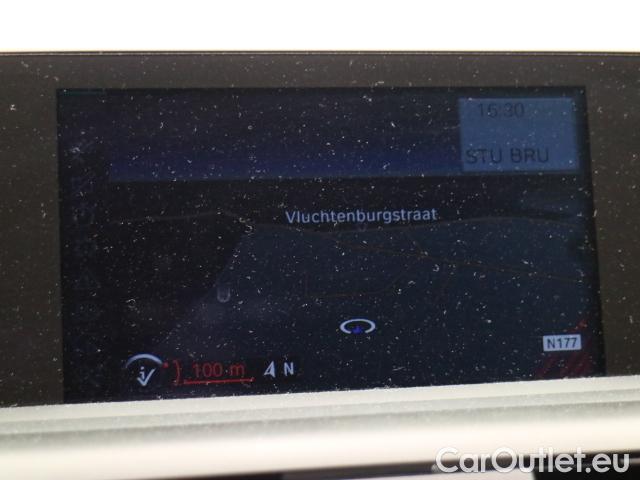 15:30
STU BRU
Vluchtenburgstraat
N177
100 m
N
CarOutlet.eu